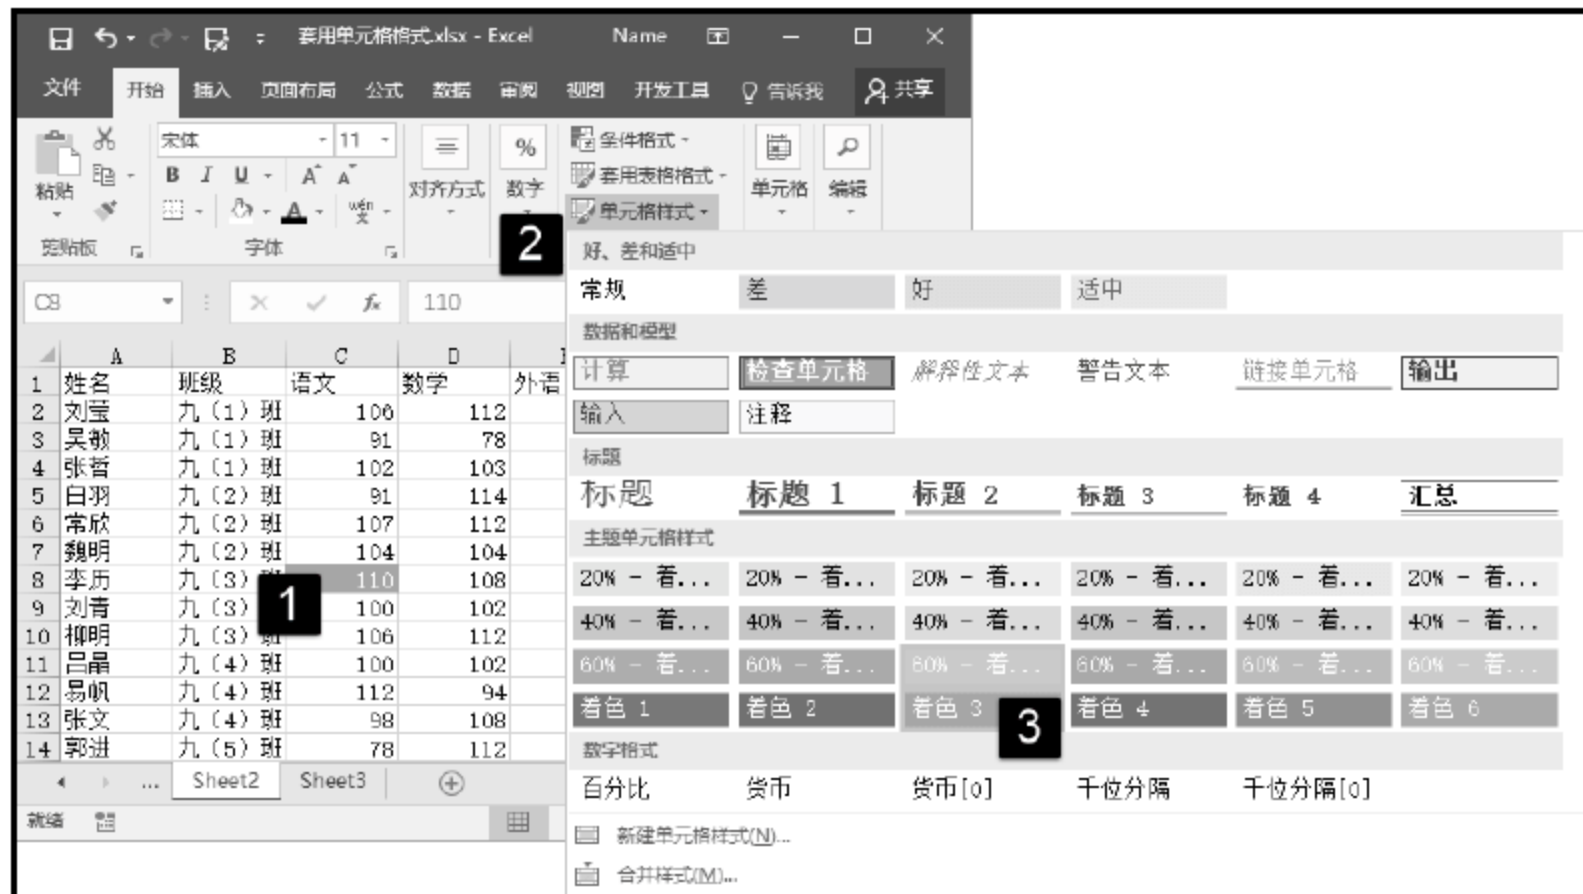 套用单元格格式.xlsx - Excel Name
文件 开始 插入 页面布局 公式 数据 审阅 视图 开发工具 告诉我 共享
宋体 11 % 条件格式
B I U A A 套用表格格式
粘贴 对齐方式 数字 单元格 编辑
A wén 文 单元格样式
剪贴板 字体
2
C8 fx 110
A B C D
1 姓名 班级 语文 数学 外语
2 刘莹 九（1）班 106 112
3 吴敏 九（1）班 91 78
4 张哲 九（1）班 102 103
5 白羽 九（2）班 91 114
6 常欣 九（2）班 107 112
7 魏明 九（2）班 104 104
8 李历 九（3）班 110 108
9 刘青 九（3） 100 102
10 柳明 九（3）班 106 112
11 吕晶 九（4）班 100 102
12 易帆 九（4）班 112 94
13 张文 九（4）班 98 108
14 郭进 九（5）班 78 112
1
... Sheet2 Sheet3
就绪
好、差和适中
常规 差 好 适中
数据和模型
计算 检查单元格 解释性文本 警告文本 链接单元格 输出
输入 注释
标题
标题 标题 1 标题 2 标题 3 标题 4 汇总
主题单元格样式
20% - 着... 20% - 着... 20% - 着... 20% - 着... 20% - 着... 20% - 着...
40% - 着... 40% - 着... 40% - 着... 40% - 着... 40% - 着... 40% - 着...
60% - 着... 60% - 着... 60% - 着... 60% - 着... 60% - 着... 60% - 着...
着色 1 着色 2 着色 3 着色 4 着色 5 着色 6
3
数字格式
百分比 货币 货币[0] 千位分隔 千位分隔[0]
新建单元格样式(N)...
合并样式(M)...